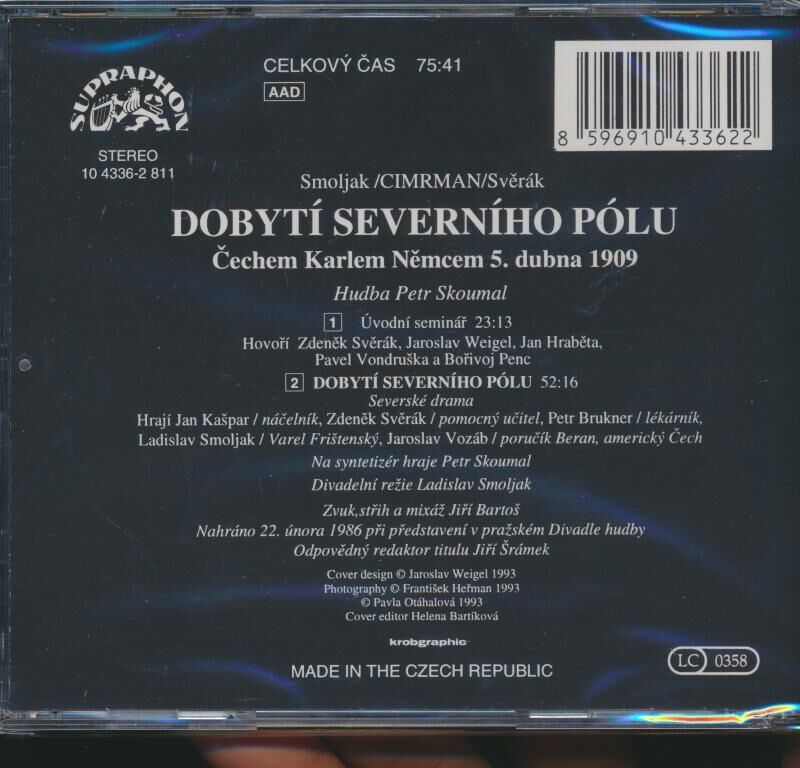 CELKOVÝ ČAS 75:41
AAD
SUPRAPHON
STEREO
10 4336-2 811
8 596910 433622
Smoljak /CIMRMAN/Svěrák
DOBYTÍ SEVERNÍHO PÓLU
Čechem Karlem Němcem 5. dubna 1909
Hudba Petr Skoumal
1 Úvodní seminář 23:13
Hovoří Zdeněk Svěrák, Jaroslav Weigel, Jan Hraběta,
Pavel Vondruška a Bořivoj Penc
2 DOBYTÍ SEVERNÍHO PÓLU 52:16
Severské drama
Hrají Jan Kašpar / náčelník, Zdeněk Svěrák / pomocný učitel, Petr Brukner / lékárník,
Ladislav Smoljak / Varel Frištenský, Jaroslav Vozáb / poručík Beran, americký Čech
Na syntetizér hraje Petr Skoumal
Divadelní režie Ladislav Smoljak
Zvuk,střih a mixáž Jiří Bartoš
Nahráno 22. února 1986 při představení v pražském Divadle hudby
Odpovědný redaktor titulu Jiří Šrámek
Cover design © Jaroslav Weigel 1993
Photography © František Heřman 1993
© Pavla Otáhalová 1993
Cover editor Helena Bartíková
krobgraphic
MADE IN THE CZECH REPUBLIC
LC 0358